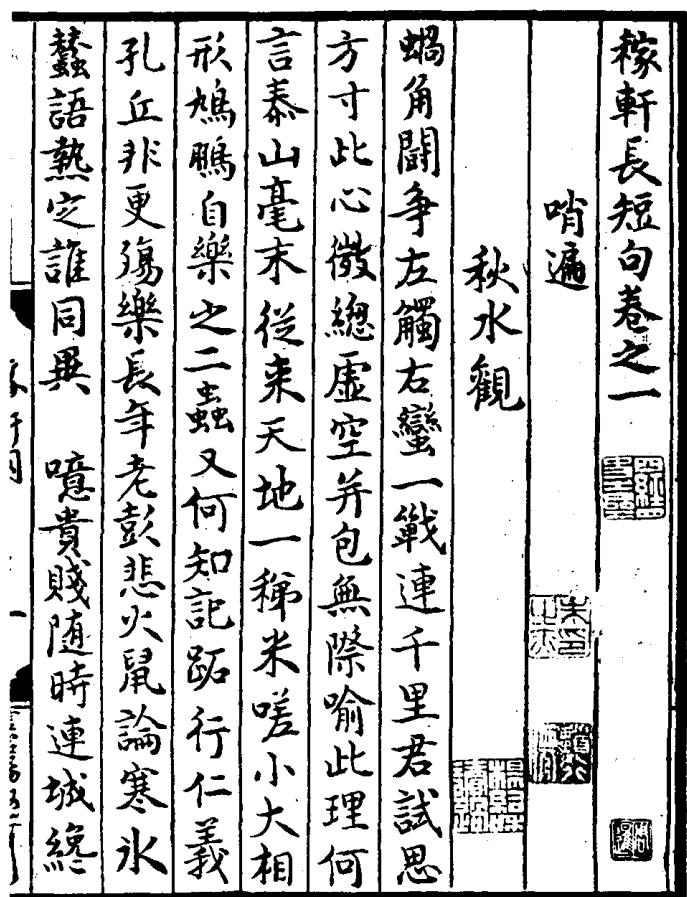 稼軒長短句卷之一
哨遍
秋水觀
蝸角鬬爭左觸右蠻一戰連千里君試思
方寸此心微總虛空并包無際喻此理何
言泰山毫末從来天地一稊米嗟小大相
形鳩鵬自樂之二蟲又何知記跖行仁義
孔丘非更殤樂長年老彭悲火鼠論寒冰
蠶語熱定誰同異　噫貴賤随時連城纔